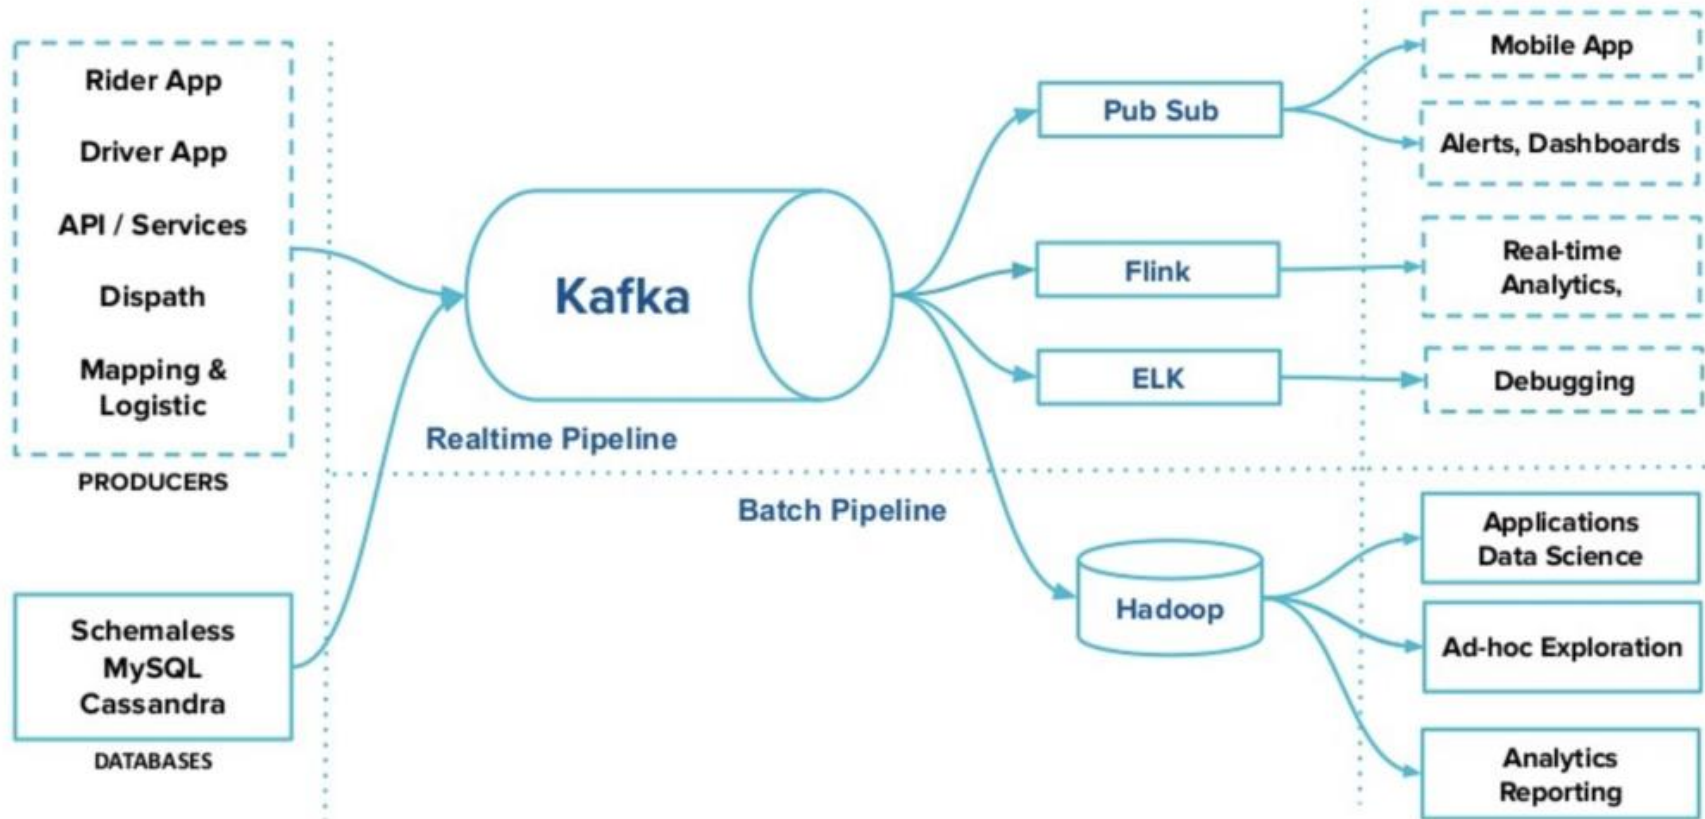 Rider App
Driver App
API / Services
Dispath
Mapping &
Logistic
PRODUCERS
Schemaless
MySQL
Cassandra
DATABASES
Kafka
Realtime Pipeline
Batch Pipeline
Pub Sub
Flink
ELK
Hadoop
Mobile App
Alerts, Dashboards
Real-time
Analytics,
Debugging
Applications
Data Science
Ad-hoc Exploration
Analytics
Reporting